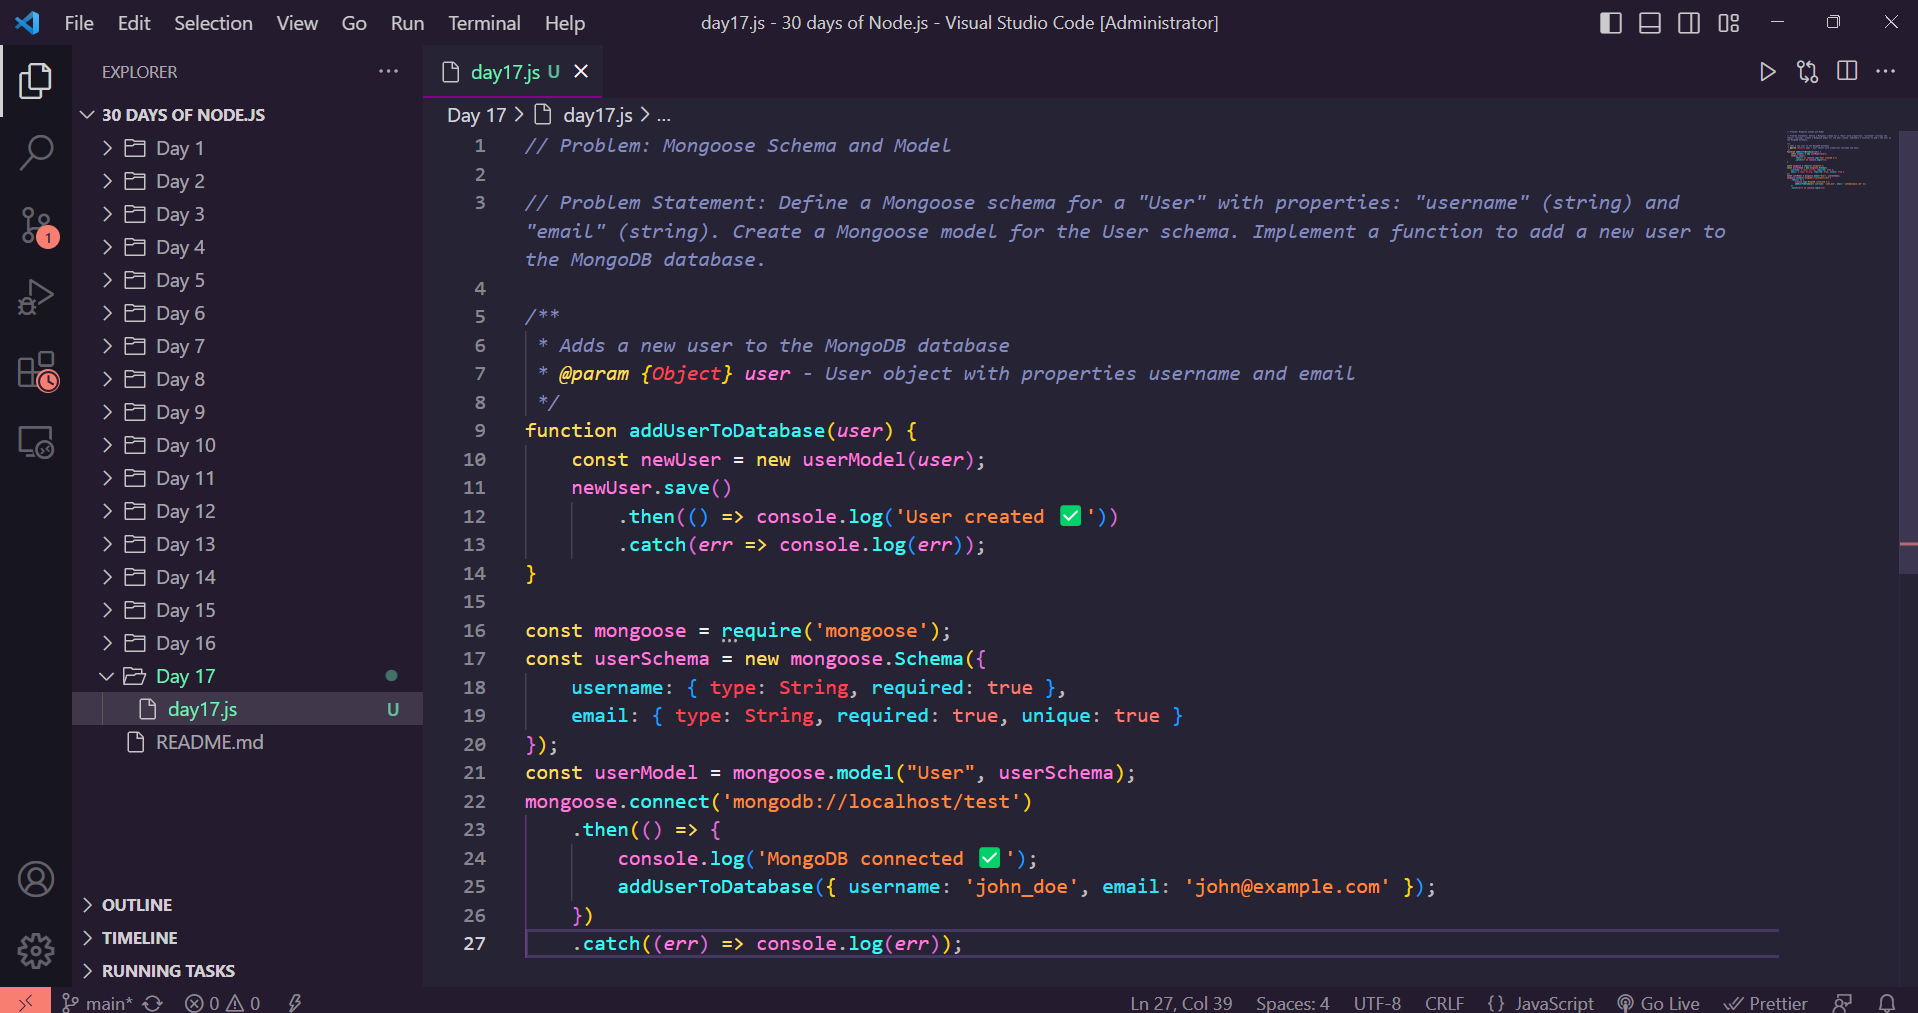 File Edit Selection View Go Run Terminal Help
day17.js - 30 days of Node.js - Visual Studio Code [Administrator]
EXPLORER
30 DAYS OF NODE.JS
Day 1
Day 2
Day 3
Day 4
Day 5
Day 6
Day 7
Day 8
Day 9
Day 10
Day 11
Day 12
Day 13
Day 14
Day 15
Day 16
Day 17
day17.js U
README.md
OUTLINE
TIMELINE
RUNNING TASKS
1
day17.js U
Day 17 > day17.js > ...
1 // Problem: Mongoose Schema and Model
2
3 // Problem Statement: Define a Mongoose schema for a "User" with properties: "username" (string) and
"email" (string). Create a Mongoose model for the User schema. Implement a function to add a new user to
the MongoDB database.
4
5 /**
6 * Adds a new user to the MongoDB database
7 * @param {Object} user - User object with properties username and email
8 */
9 function addUserToDatabase(user) {
10 const newUser = new userModel(user);
11 newUser.save()
12 .then(() => console.log('User created ✅'))
13 .catch(err => console.log(err));
14 }
15
16 const mongoose = require('mongoose');
17 const userSchema = new mongoose.Schema({
18 username: { type: String, required: true },
19 email: { type: String, required: true, unique: true }
20 });
21 const userModel = mongoose.model("User", userSchema);
22 mongoose.connect('mongodb://localhost/test')
23 .then(() => {
24 console.log('MongoDB connected ✅');
25 addUserToDatabase({ username: 'john_doe', email: 'john@example.com' });
26 })
27 .catch((err) => console.log(err));
main* 0 0 Ln 27, Col 39 Spaces: 4 UTF-8 CRLF {} JavaScript Go Live Prettier